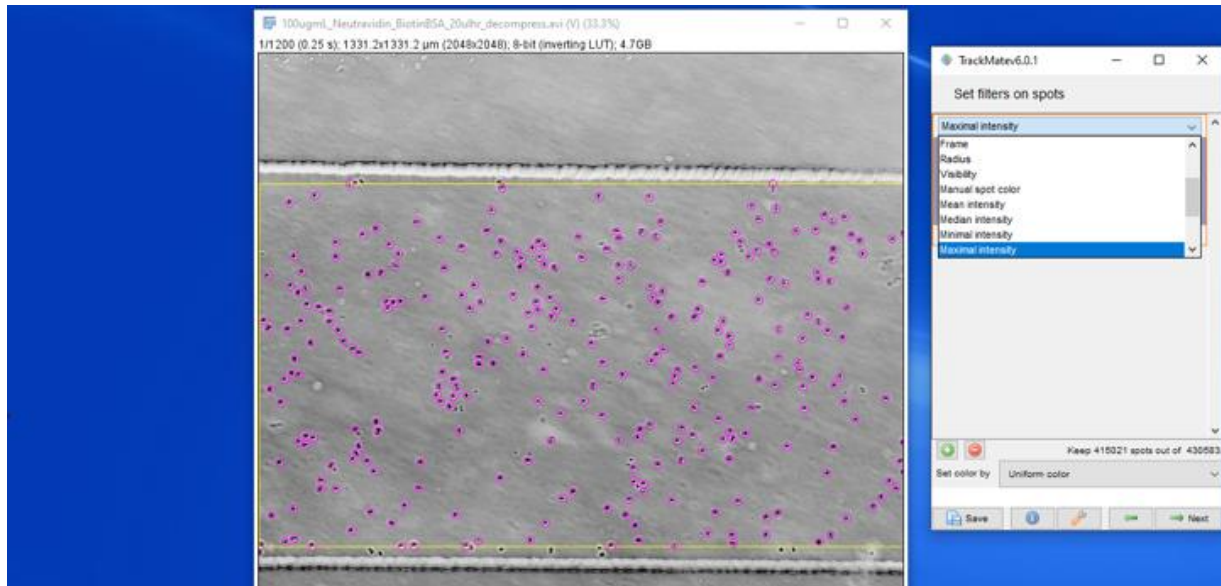 100ugmL_Neutravidin_BiotinBSA_20ulhr_decompress.avi (V) (33.3%)
1/1200 (0.25 s); 1331.2x1331.2 µm (2048x2048); 8-bit (inverting LUT); 4.7GB
TrackMatev6.0.1
Set filters on spots
Maximal intensity
Frame
Radius
Visibility
Manual spot color
Mean intensity
Median intensity
Minimal intensity
Maximal intensity
Keep 415021 spots out of 430583
Set color by Uniform color
Save
Next